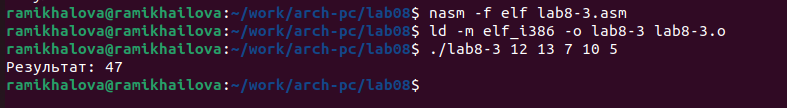 ramikhalova@ramikhailova:~/work/arch-pc/lab08$ nasm -f elf lab8-3.asm
ramikhalova@ramikhailova:~/work/arch-pc/lab08$ ld -m elf_i386 -o lab8-3 lab8-3.o
ramikhalova@ramikhailova:~/work/arch-pc/lab08$ ./lab8-3 12 13 7 10 5
Результат: 47
ramikhalova@ramikhailova:~/work/arch-pc/lab08$